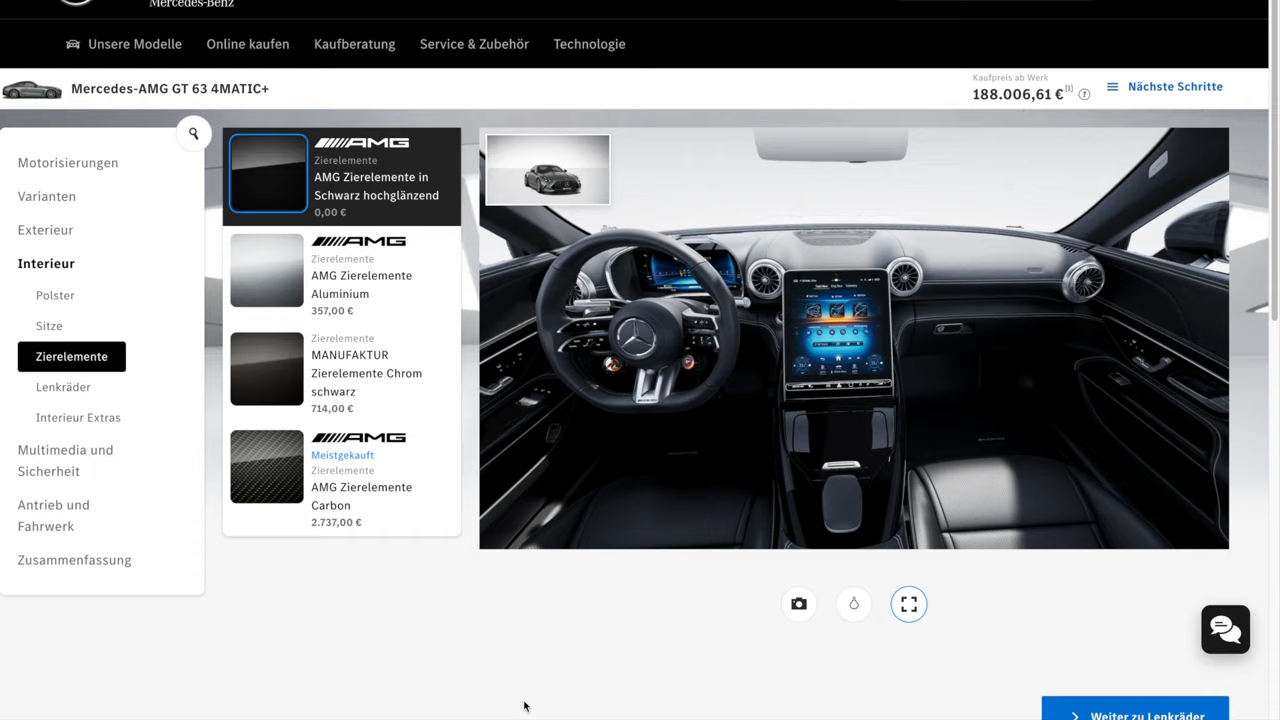 Mercedes-Benz
Unsere Modelle
Online kaufen
Kaufberatung
Service & Zubehör
Technologie
Mercedes-AMG GT 63 4MATIC+
Kaufpreis ab Werk
188.006,61 € [1] ?
Nächste Schritte
Motorisierungen
Varianten
Exterieur
Interieur
Polster
Sitze
Zierelemente
Lenkräder
Interieur Extras
Multimedia und
Sicherheit
Antrieb und
Fahrwerk
Zusammenfassung
AMG
Zierelemente
AMG Zierelemente in
Schwarz hochglänzend
0,00 €
AMG
Zierelemente
AMG Zierelemente
Aluminium
357,00 €
Zierelemente
MANUFAKTUR
Zierelemente Chrom
schwarz
714,00 €
AMG
Meistgekauft
Zierelemente
AMG Zierelemente
Carbon
2.737,00 €
Weiter zu Lenkräder